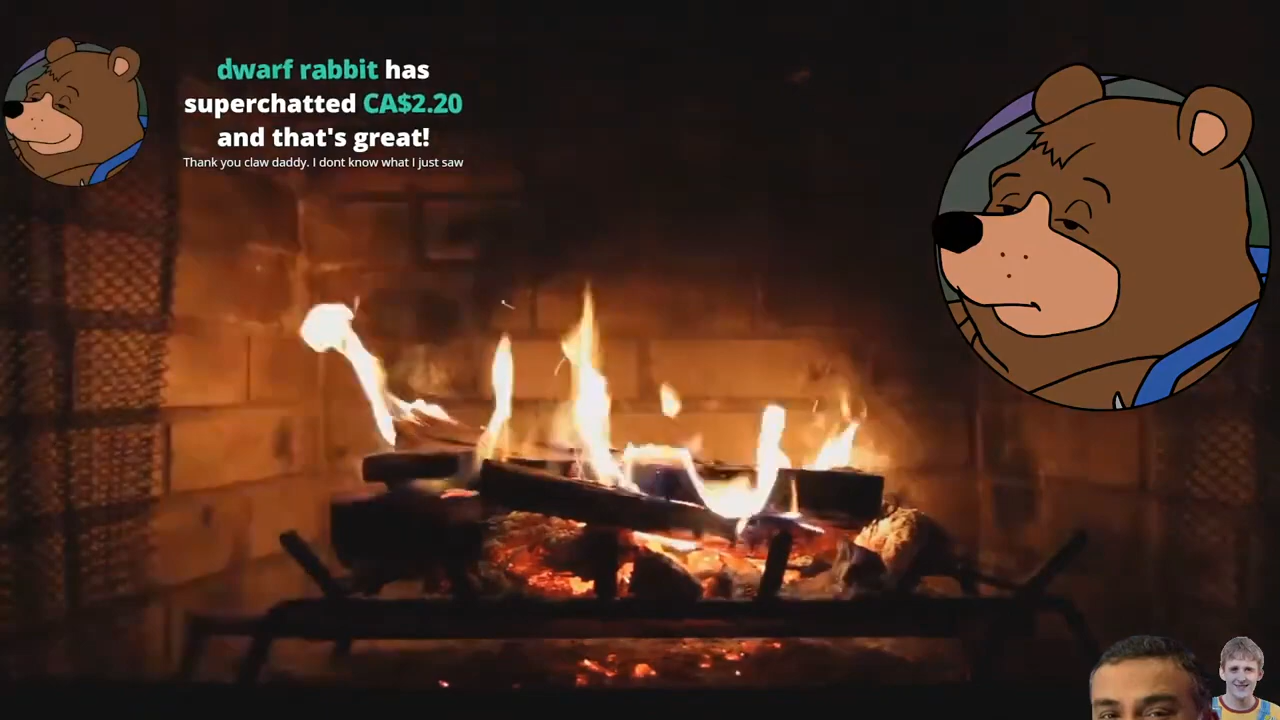 dwarf rabbit has
superchatted CA$2.20
and that's great!
Thank you claw daddy. I dont know what I just saw